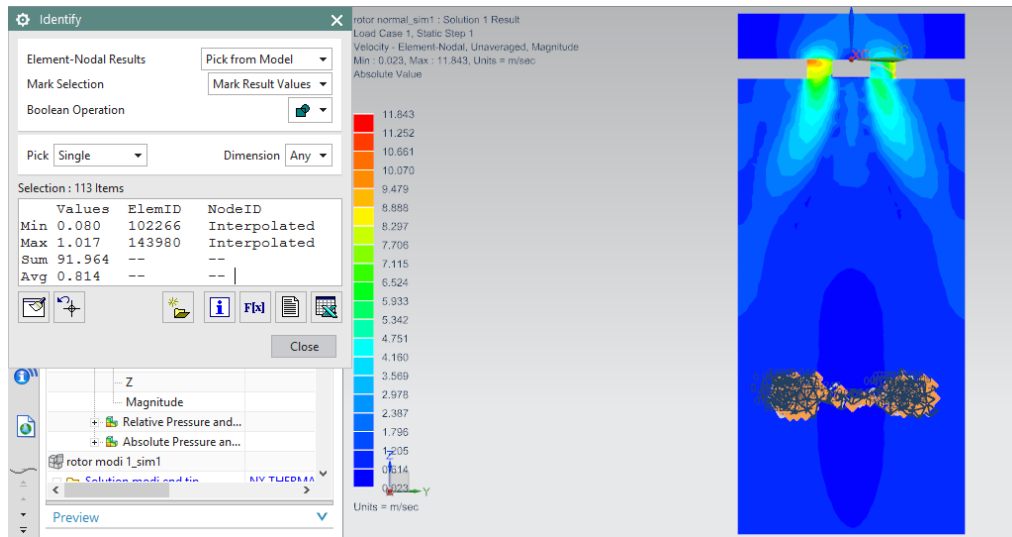 Identify
Element-Nodal Results Pick from Model
Mark Selection Mark Result Values
Boolean Operation
Pick Single Dimension Any
Selection : 113 Items
Values ElemID NodeID
Min 0.080 102266 Interpolated
Max 1.017 143980 Interpolated
Sum 91.964 -- --
Avg 0.814 -- --
F[x]
Close
Z
Magnitude
Relative Pressure and...
Absolute Pressure an...
rotor modi 1_sim1
Solution modi end tip NX THERMA
Preview
rotor normal_sim1 : Solution 1 Result
Load Case 1, Static Step 1
Velocity - Element-Nodal, Unaveraged, Magnitude
Min : 0.023, Max : 11.843, Units = m/sec
Absolute Value
11.843
11.252
10.661
10.070
9.479
8.888
8.297
7.706
7.115
6.524
5.933
5.342
4.751
4.160
3.569
2.978
2.387
1.796
1.205
0.614
0.023
Units = m/sec
Z
Y
XC
YC